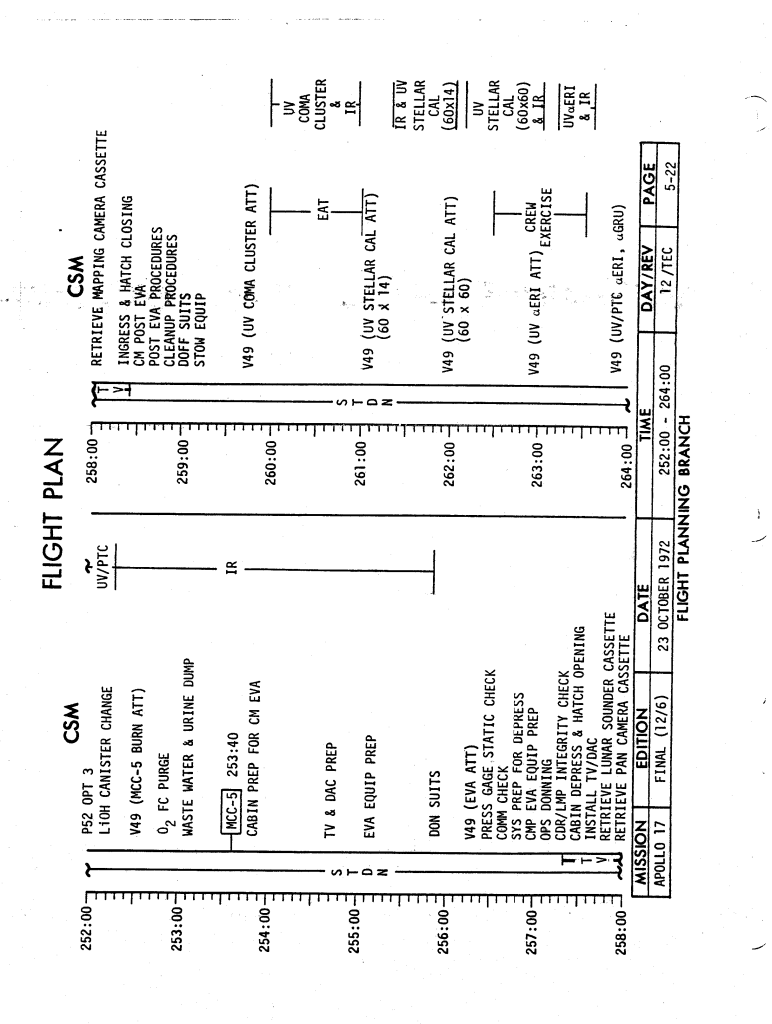 FLIGHT PLAN
CSM
252:00
253:00
254:00
255:00
256:00
257:00
258:00
S T D N
T V
P52 OPT 3
LiOH CANISTER CHANGE
V49 (MCC-5 BURN ATT)
O2 FC PURGE
WASTE WATER & URINE DUMP
MCC-5 253:40
CABIN PREP FOR CM EVA
TV & DAC PREP
EVA EQUIP PREP
DON SUITS
V49 (EVA ATT)
PRESS GAGE STATIC CHECK
COMM CHECK
SYS PREP FOR DEPRESS
CMP EVA EQUIP PREP
OPS DONNING
CDR/LMP INTEGRITY CHECK
CABIN DEPRESS & HATCH OPENING
INSTALL TV/DAC
RETRIEVE LUNAR SOUNDER CASSETTE
RETRIEVE PAN CAMERA CASSETTE
UV/PTC
IR
CSM
258:00
259:00
260:00
261:00
262:00
263:00
264:00
T V
S T D N
RETRIEVE MAPPING CAMERA CASSETTE
INGRESS & HATCH CLOSING
CM POST EVA
POST EVA PROCEDURES
CLEANUP PROCEDURES
DOFF SUITS
STOW EQUIP
V49 (UV COMA CLUSTER ATT)
EAT
V49 (UV STELLAR CAL ATT)
(60 X 14)
V49 (UV STELLAR CAL ATT)
(60 X 60)
CREW
EXERCISE
V49 (UV αERI ATT)
V49 (UV/PTC αERI, αGRU)
UV
COMA
CLUSTER
&
IR
IR & UV
STELLAR
CAL
(60x14)
UV
STELLAR
CAL
(60x60)
& IR
UVαERI
& IR
MISSION EDITION DATE TIME DAY/REV PAGE
APOLLO 17 FINAL (12/6) 23 OCTOBER 1972 252:00 - 264:00 12/TEC 5-22
FLIGHT PLANNING BRANCH